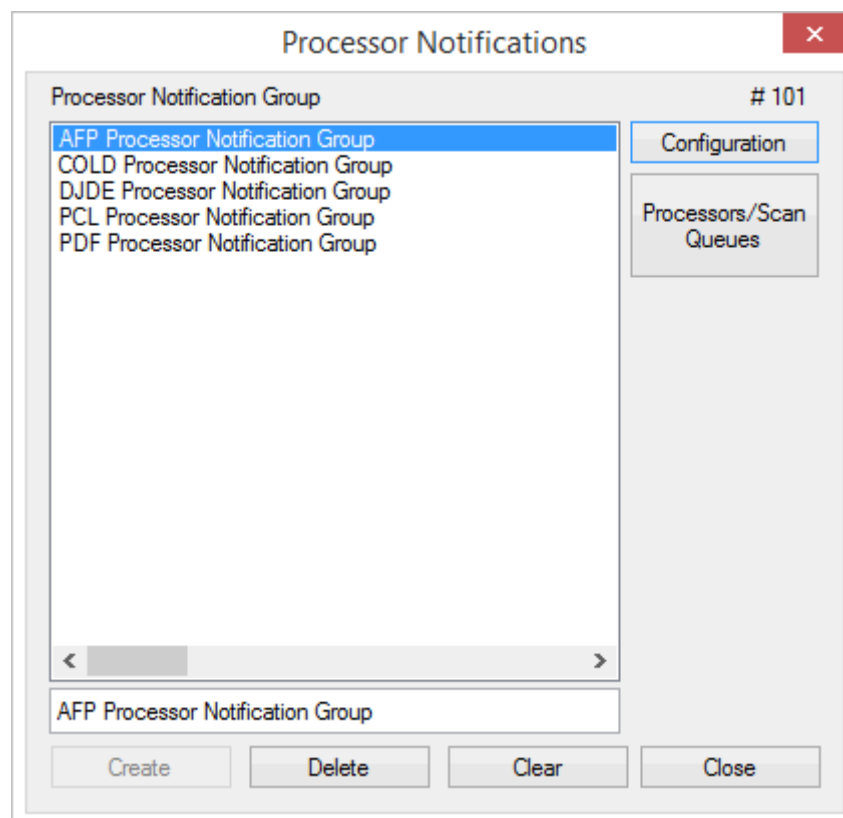 Processor Notifications
Processor Notification Group # 101
AFP Processor Notification Group
COLD Processor Notification Group
DJDE Processor Notification Group
PCL Processor Notification Group
PDF Processor Notification Group
Configuration
Processors/Scan
Queues
AFP Processor Notification Group
Create Delete Clear Close